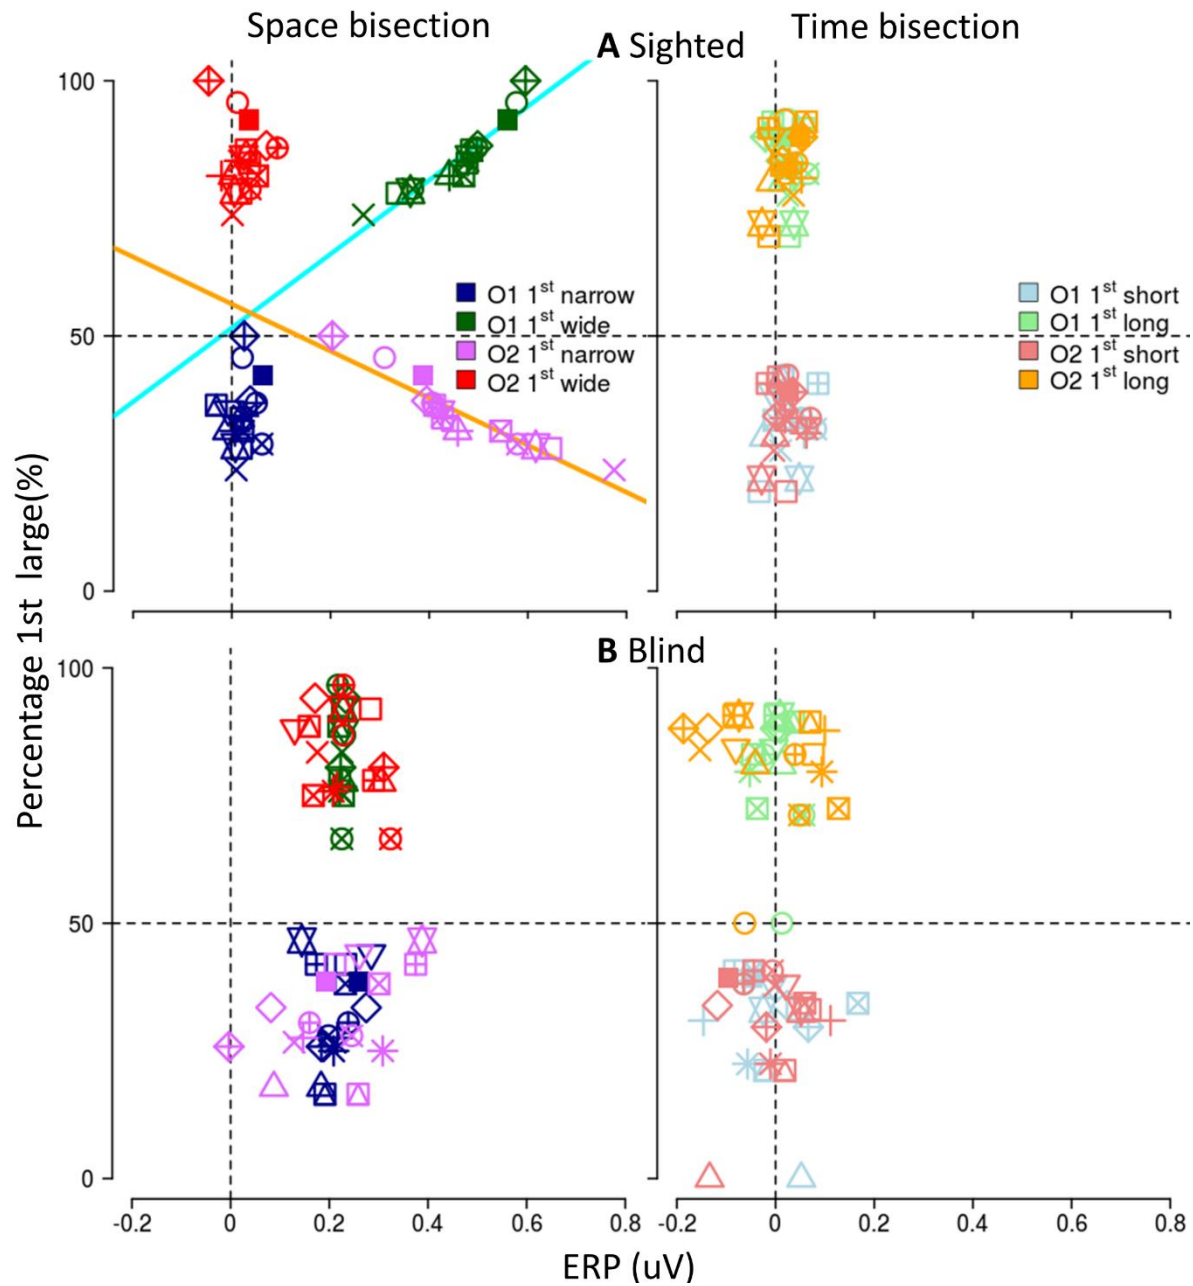 Space bisection
Time bisection
A Sighted
100
50
0
O1 1st narrow
O1 1st wide
O2 1st narrow
O2 1st wide
O1 1st short
O1 1st long
O2 1st short
O2 1st long
Percentage 1st large(%)
B Blind
100
50
0
-0.2 0 0.2 0.4 0.6 0.8
-0.2 0 0.2 0.4 0.6 0.8
ERP (uV)